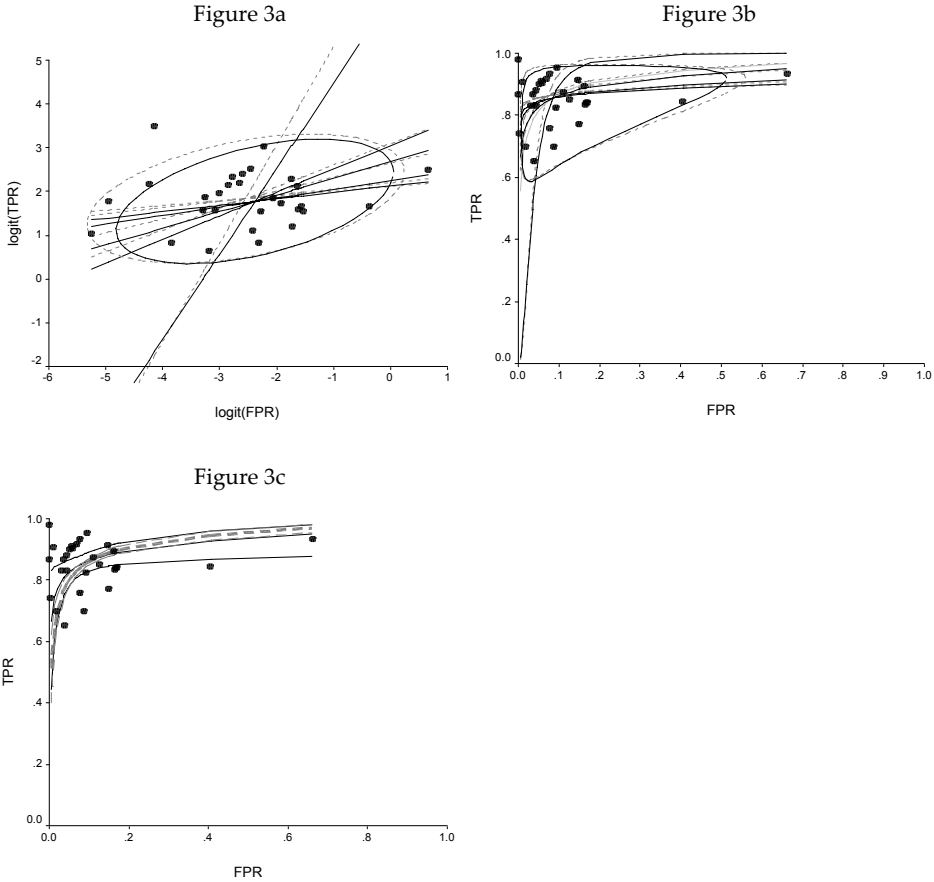 Figure 3a
Figure 3b
5
4
3
2
1
0
-1
-2
logit(TPR)
-6 -5 -4 -3 -2 -1 0 1
logit(FPR)
1.0
.8
.6
.4
.2
0.0
TPR
0.0 .1 .2 .3 .4 .5 .6 .7 .8 .9 1.0
FPR
Figure 3c
1.0
.8
.6
.4
.2
0.0
TPR
0.0 .2 .4 .6 .8 1.0
FPR